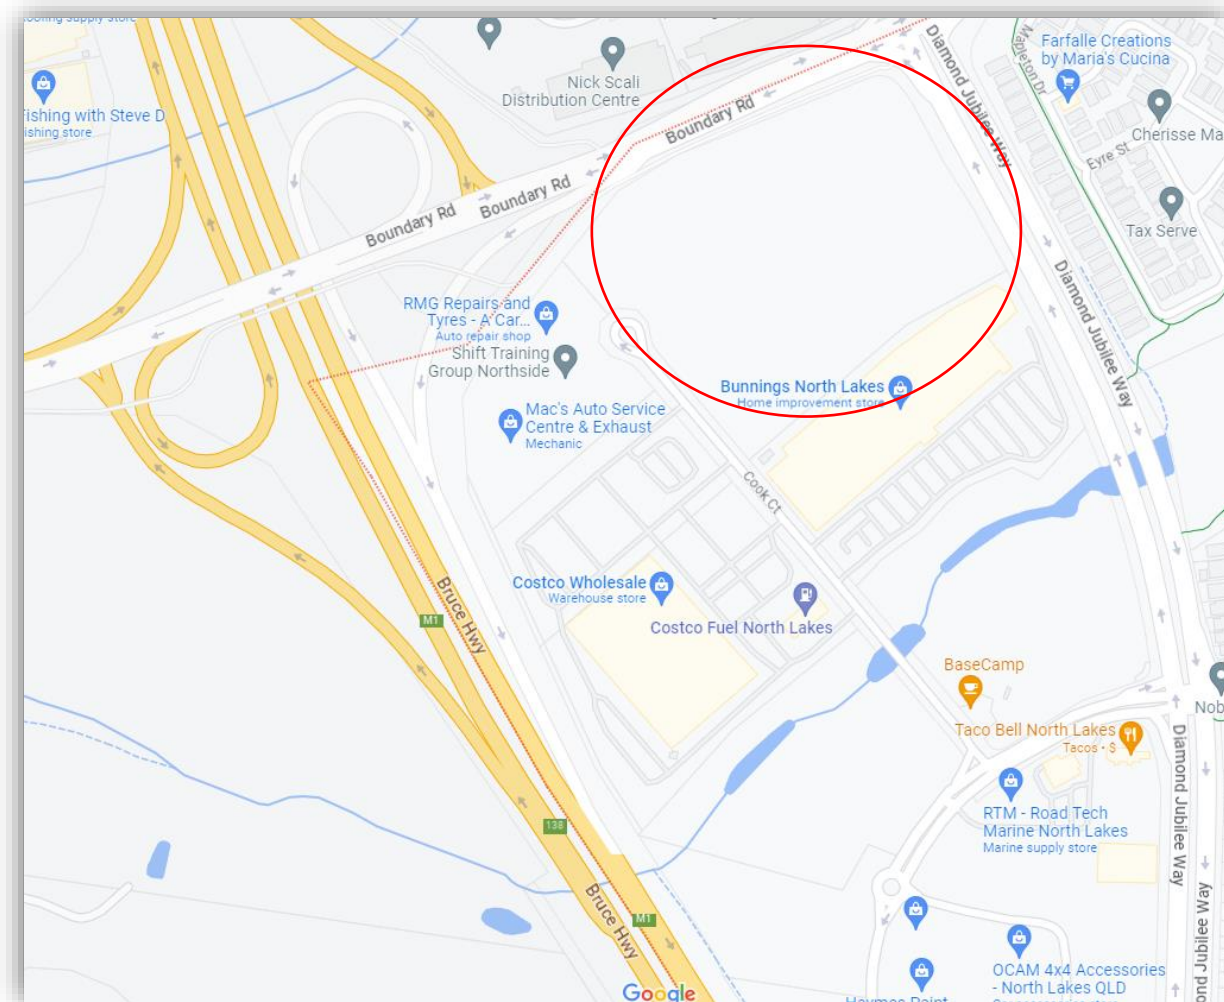 Nick Scali
Distribution Centre
Fishing with Steve D
Boundary Rd
Boundary Rd
Boundary Rd
Diamond Jubilee Way
Mapleton Dr
Farfalle Creations
by Maria's Cucina
Cherisse Ma
Eyre St
Tax Serve
Diamond Jubilee Way
RMG Repairs and
Tyres - A Car...
Auto repair shop
Shift Training
Group Northside
Mac's Auto Service
Centre & Exhaust
Mechanic
Bunnings North Lakes
Home improvement store
Cook Ct
Costco Wholesale
Warehouse store
Costco Fuel North Lakes
Bruce Hwy
M1
BaseCamp
Taco Bell North Lakes
Tacos · $
Nob
Diamond Jubilee Way
RTM - Road Tech
Marine North Lakes
Marine supply store
138
Bruce Hwy
M1
OCAM 4x4 Accessories
- North Lakes QLD
ond Jubilee Way
Google